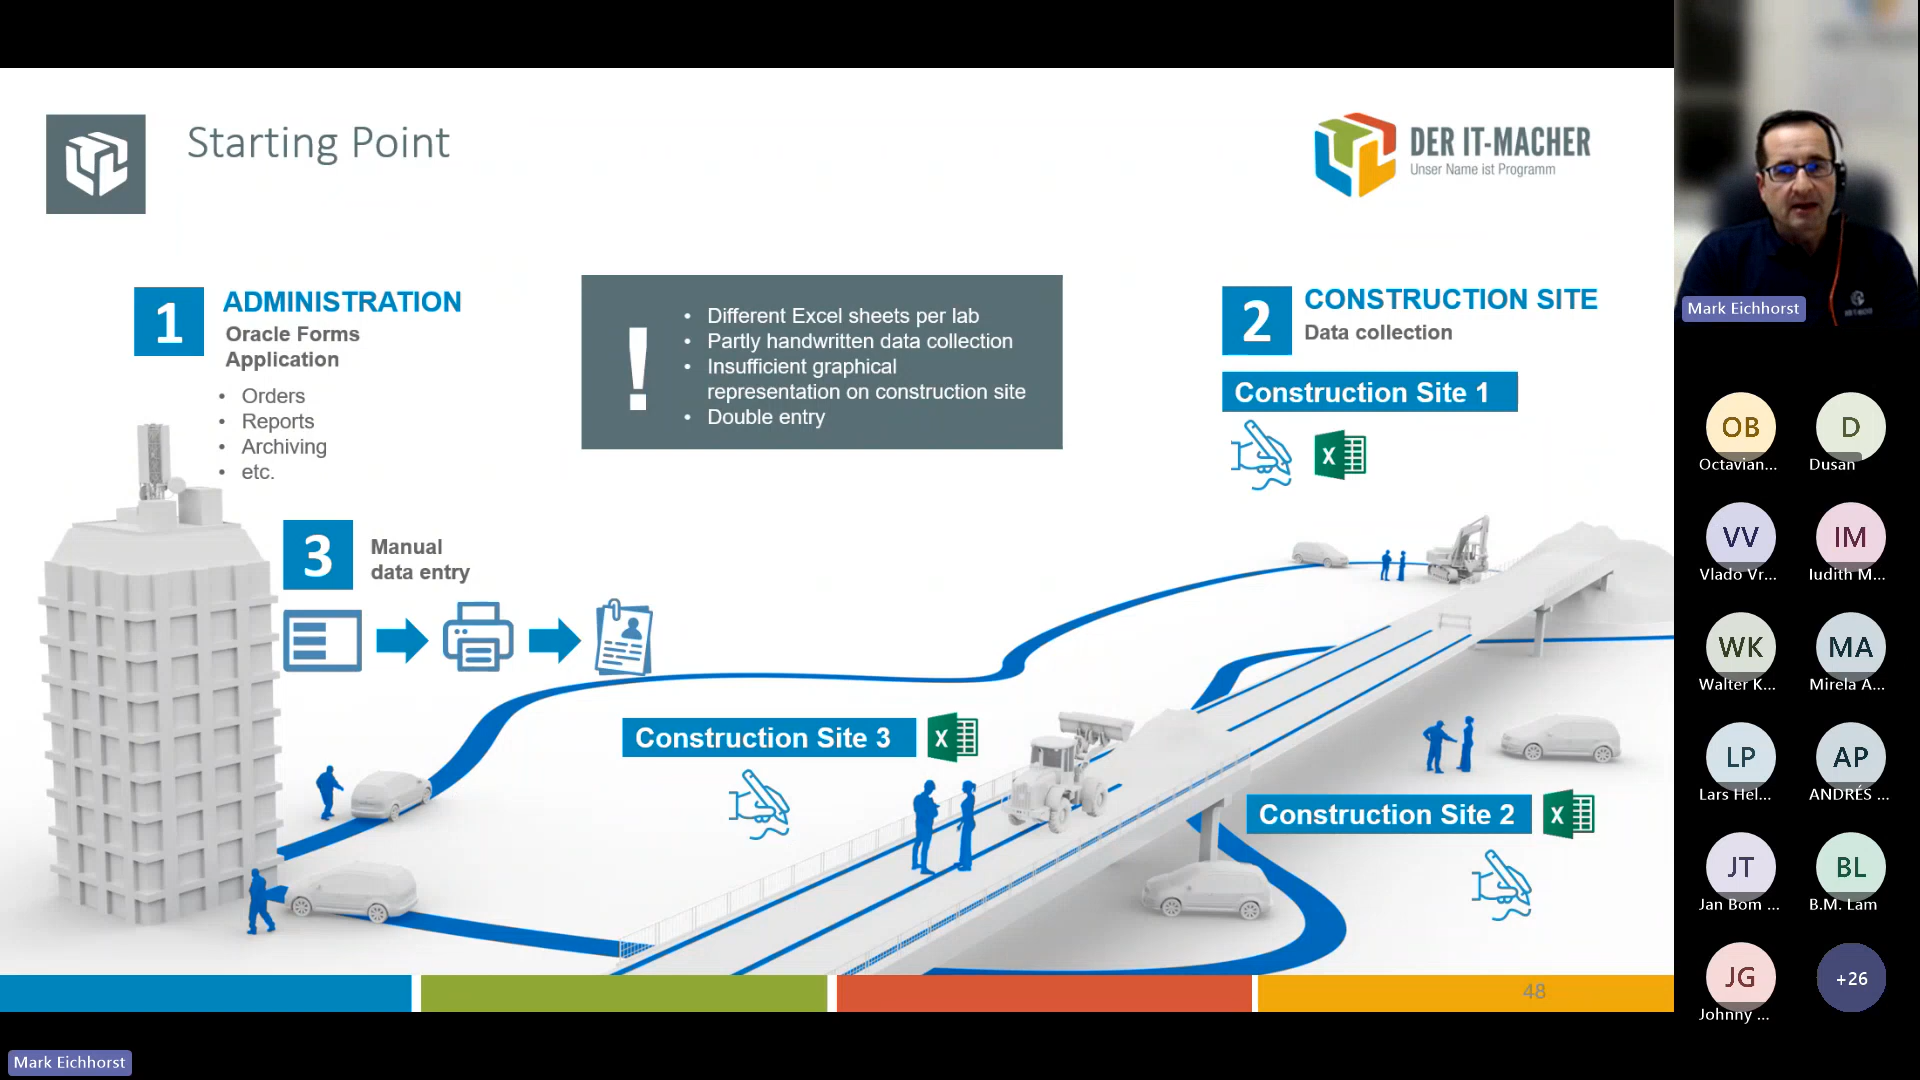 Starting Point
DER IT-MACHER
Unser Name ist Programm
1
ADMINISTRATION
Oracle Forms
Application
• Orders
• Reports
• Archiving
• etc.
!
• Different Excel sheets per lab
• Partly handwritten data collection
• Insufficient graphical
representation on construction site
• Double entry
2
CONSTRUCTION SITE
Data collection
Construction Site 1
X
3
Manual
data entry
Construction Site 3
X
Construction Site 2
X
48
Mark Eichhorst
Mark Eichhorst
OB
Octavian...
D
Dusan
VV
Vlado Vr...
IM
Iudith M...
WK
Walter K...
MA
Mirela A...
LP
Lars Hel...
AP
ANDRÉS ...
JT
Jan Bom ...
BL
B.M. Lam
JG
Johnny ...
+26